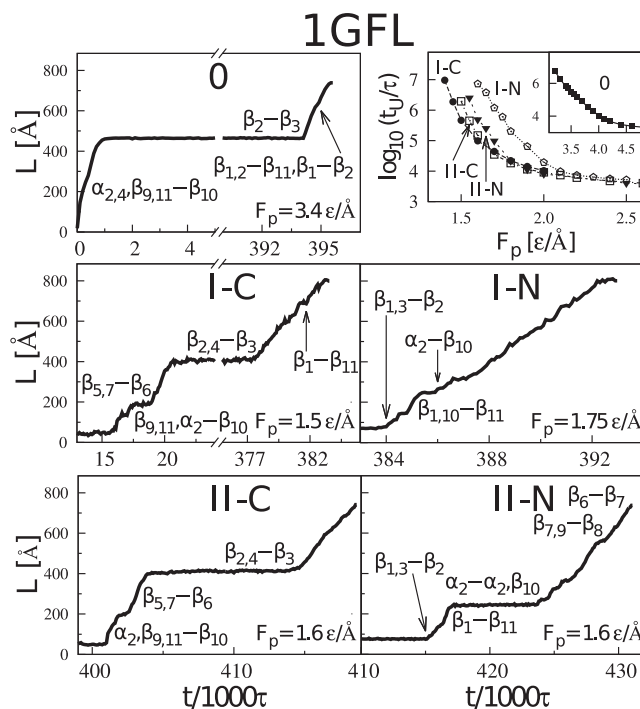 1GFL
0
L [Å]
800
600
400
200
0
β2−β3
β1,2−β11,β1−β2
α2,4,β9,11−β10
Fp=3.4 ε/Å
0 2 4 392 395
log10(tU/τ)
7
6
5
4
3
I-C
I-N
II-C
II-N
0
6
4
3.5 4.0 4.5
1.5 2.0 2.5
Fp [ε/Å]
I-C
L [Å]
800
600
400
200
0
β5,7−β6
β9,11,α2−β10
β2,4−β3
β1−β11
Fp=1.5 ε/Å
15 20 377 382
I-N
β1,3−β2
α2−β10
β1,10−β11
Fp=1.75 ε/Å
384 388 392
II-C
L [Å]
800
600
400
200
0
β2,4−β3
β5,7−β6
α2,β9,11−β10
Fp=1.6 ε/Å
400 410
t/1000τ
II-N
β6−β7
β7,9−β8
β1,3−β2
α2−α2,β10
β1−β11
Fp=1.6 ε/Å
410 420 430
t/1000τ